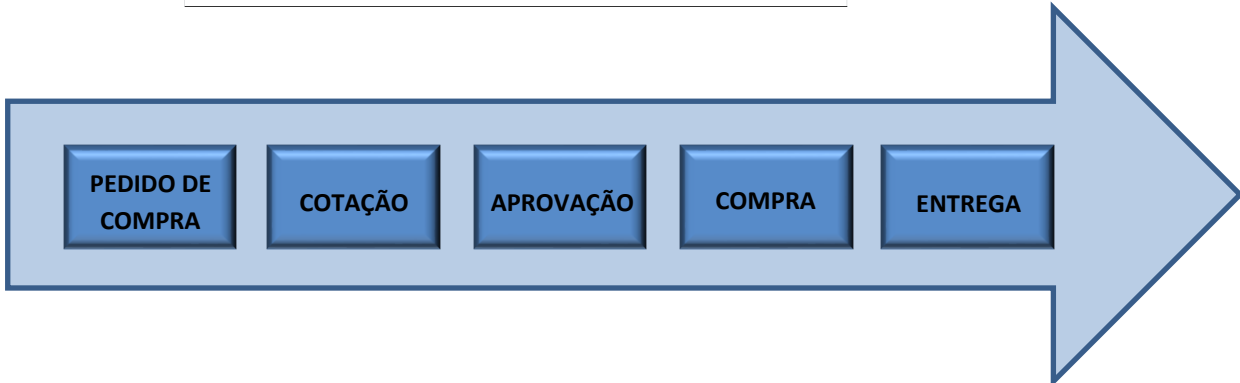 PEDIDO DE
COMPRA
COTAÇÃO
APROVAÇÃO
COMPRA
ENTREGA